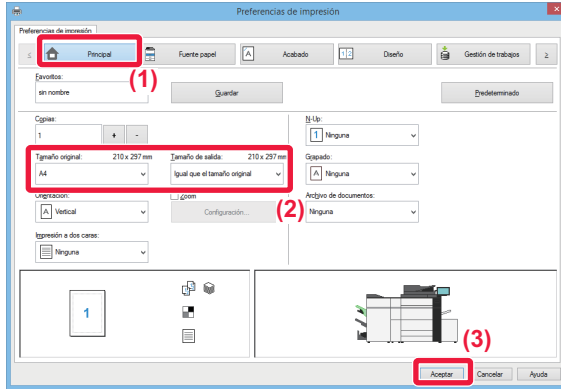 Preferencias de impresión
Preferencias de impresión
Principal
Fuente papel
Acabado
Diseño
Gestión de trabajos
(1)
Favoritos:
sin nombre
Guardar
Predeterminado
Copias:
1
+ -
N-Up:
1 Ninguna
Tamaño original: 210 x 297 mm
A4
Tamaño de salida: 210 x 297 mm
Igual que el tamaño original
Grapado:
A Ninguna
(2)
Orientación:
A Vertical
Zoom
Configuración...
Archivo de documentos:
Ninguna
Impresión a dos caras:
Ninguna
1
(3)
Aceptar
Cancelar
Ayuda